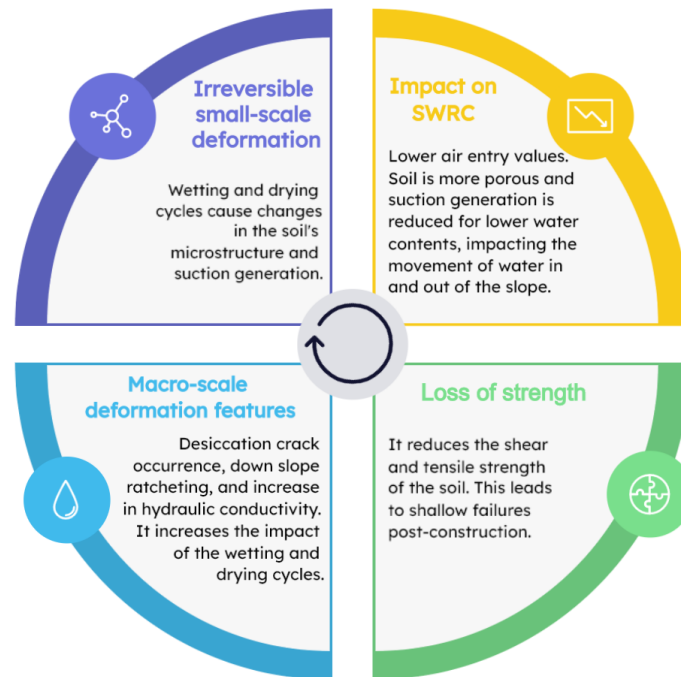 Irreversible
small-scale
deformation
Wetting and drying
cycles cause changes
in the soil's
microstructure and
suction generation.
Impact on
SWRC
Lower air entry values.
Soil is more porous and
suction generation is
reduced for lower water
contents, impacting the
movement of water in
and out of the slope.
Macro-scale
deformation features
Desiccation crack
occurrence, down slope
ratcheting, and increase
in hydraulic conductivity.
It increases the impact
of the wetting and
drying cycles.
Loss of strength
It reduces the shear
and tensile strength
of the soil. This leads
to shallow failures
post-construction.